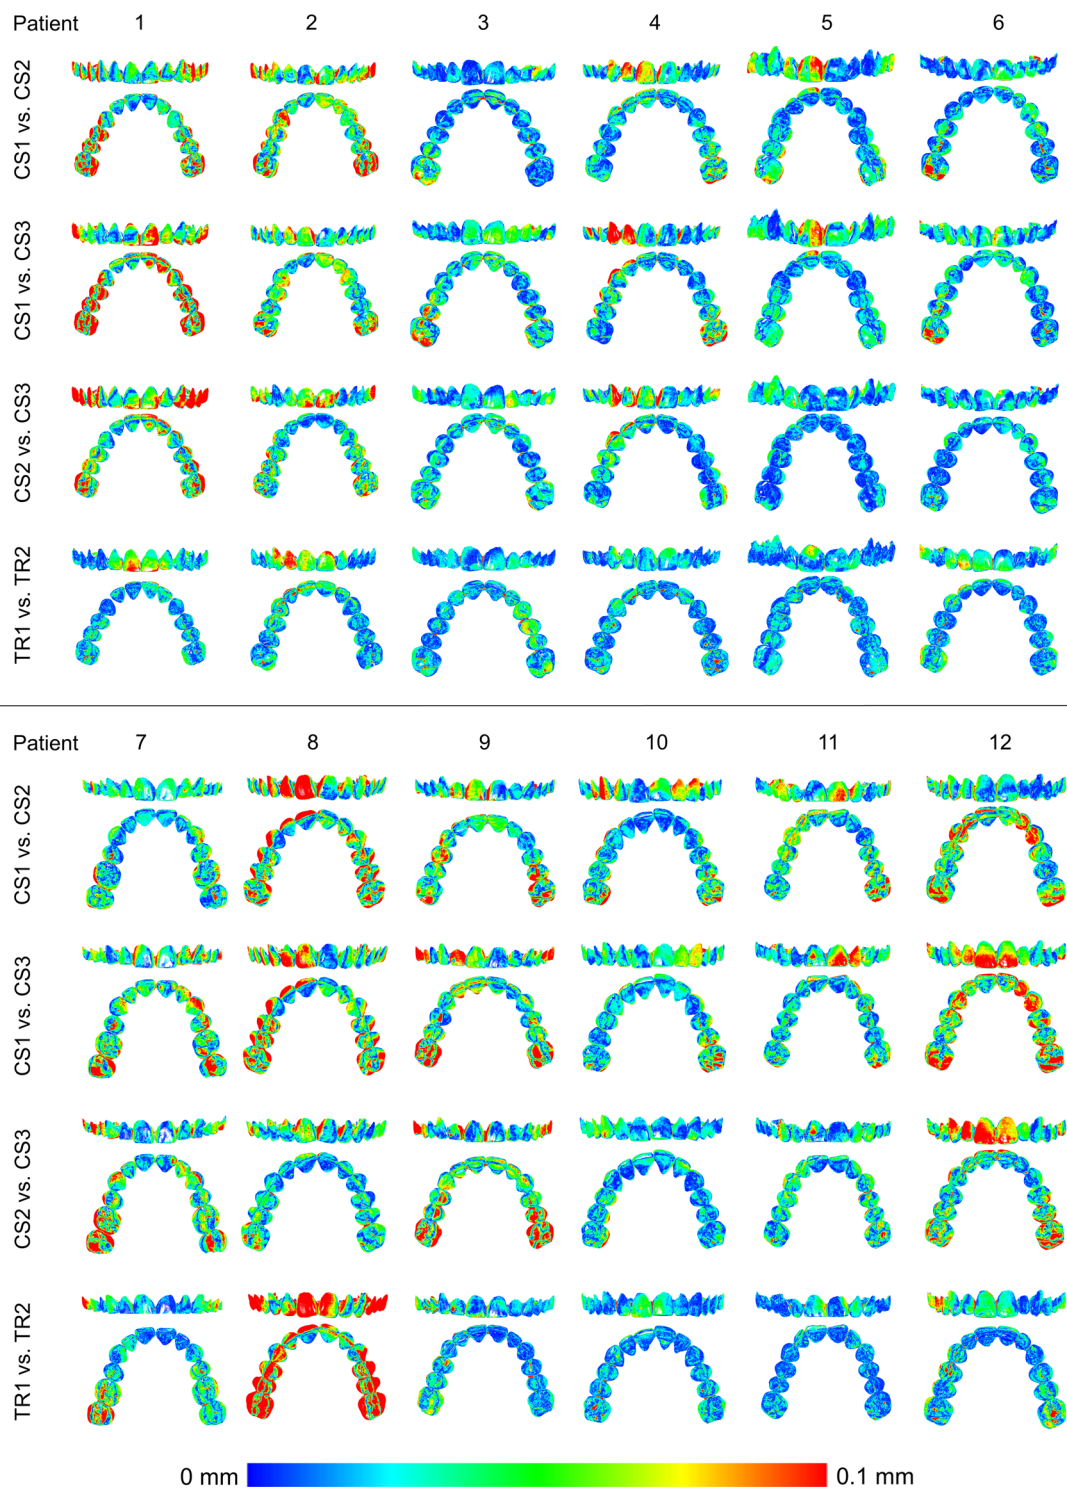 Patient 1 2 3 4 5 6
CS1 vs. CS2
CS1 vs. CS3
CS2 vs. CS3
TR1 vs. TR2
Patient 7 8 9 10 11 12
CS1 vs. CS2
CS1 vs. CS3
CS2 vs. CS3
TR1 vs. TR2
0 mm 0.1 mm